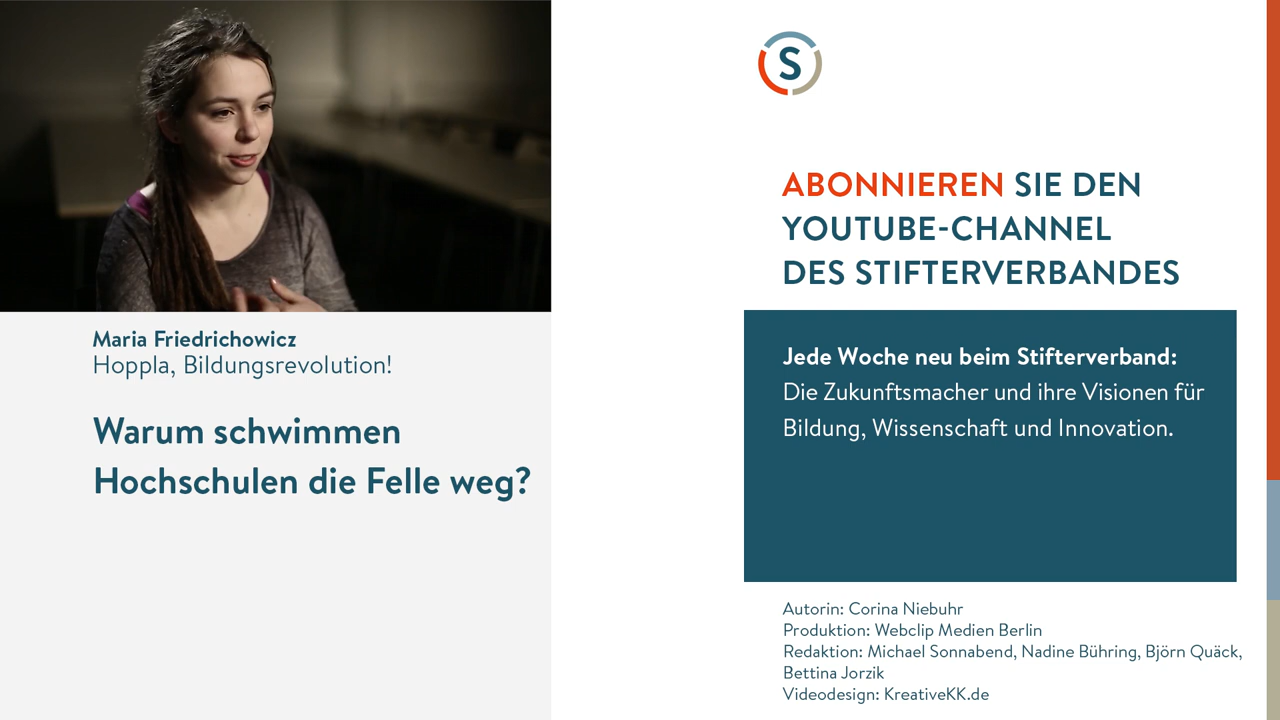 Maria Friedrichowicz
Hoppla, Bildungsrevolution!
Warum schwimmen
Hochschulen die Felle weg?
S
ABONNIEREN SIE DEN
YOUTUBE-CHANNEL
DES STIFTERVERBANDES
Jede Woche neu beim Stifterverband:
Die Zukunftsmacher und ihre Visionen für
Bildung, Wissenschaft und Innovation.
Autorin: Corina Niebuhr
Produktion: Webclip Medien Berlin
Redaktion: Michael Sonnabend, Nadine Bühring, Björn Quäck,
Bettina Jorzik
Videodesign: KreativeKK.de